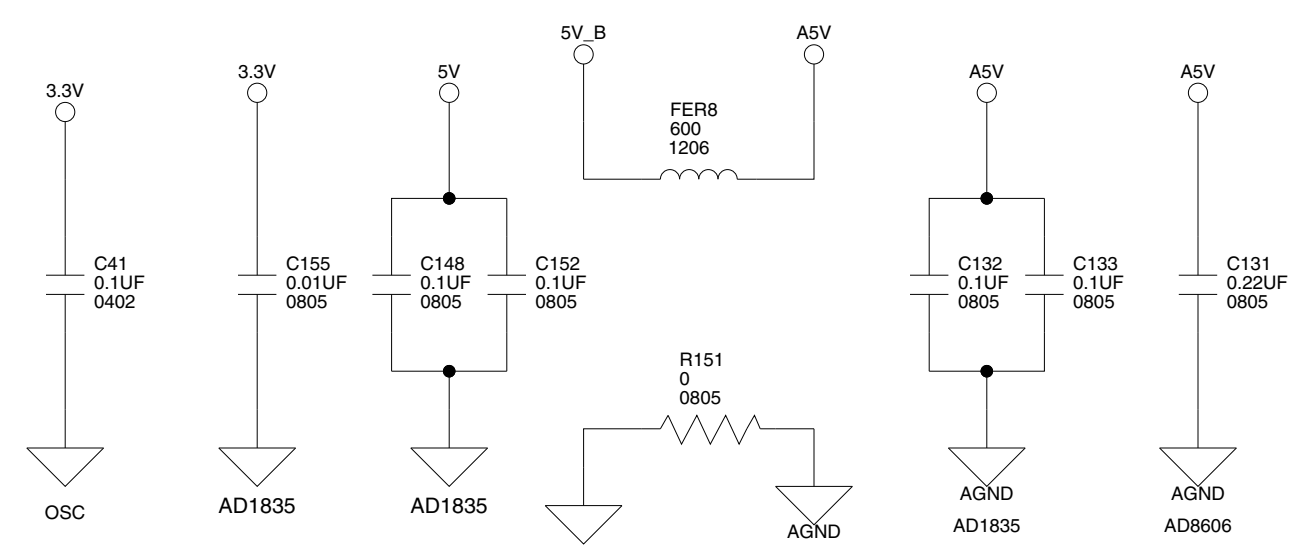 3.3V
C41
0.1UF
0402
OSC
3.3V
C155
0.01UF
0805
AD1835
5V
C148
0.1UF
0805
C152
0.1UF
0805
AD1835
5V_B
A5V
FER8
600
1206
R151
0
0805
AGND
A5V
C132
0.1UF
0805
C133
0.1UF
0805
AGND
AD1835
A5V
C131
0.22UF
0805
AGND
AD8606